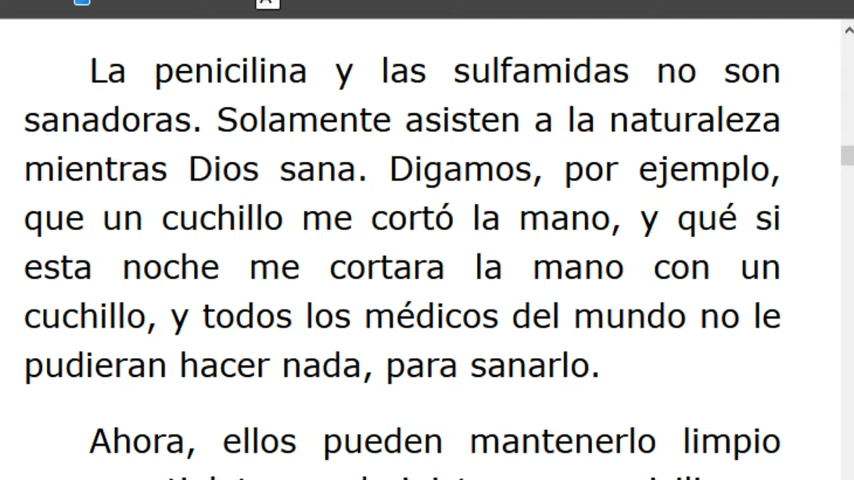 La penicilina y las sulfamidas no son
sanadoras. Solamente asisten a la naturaleza
mientras Dios sana. Digamos, por ejemplo,
que un cuchillo me cortó la mano, y qué si
esta noche me cortara la mano con un
cuchillo, y todos los médicos del mundo no le
pudieran hacer nada, para sanarlo.
Ahora, ellos pueden mantenerlo limpio